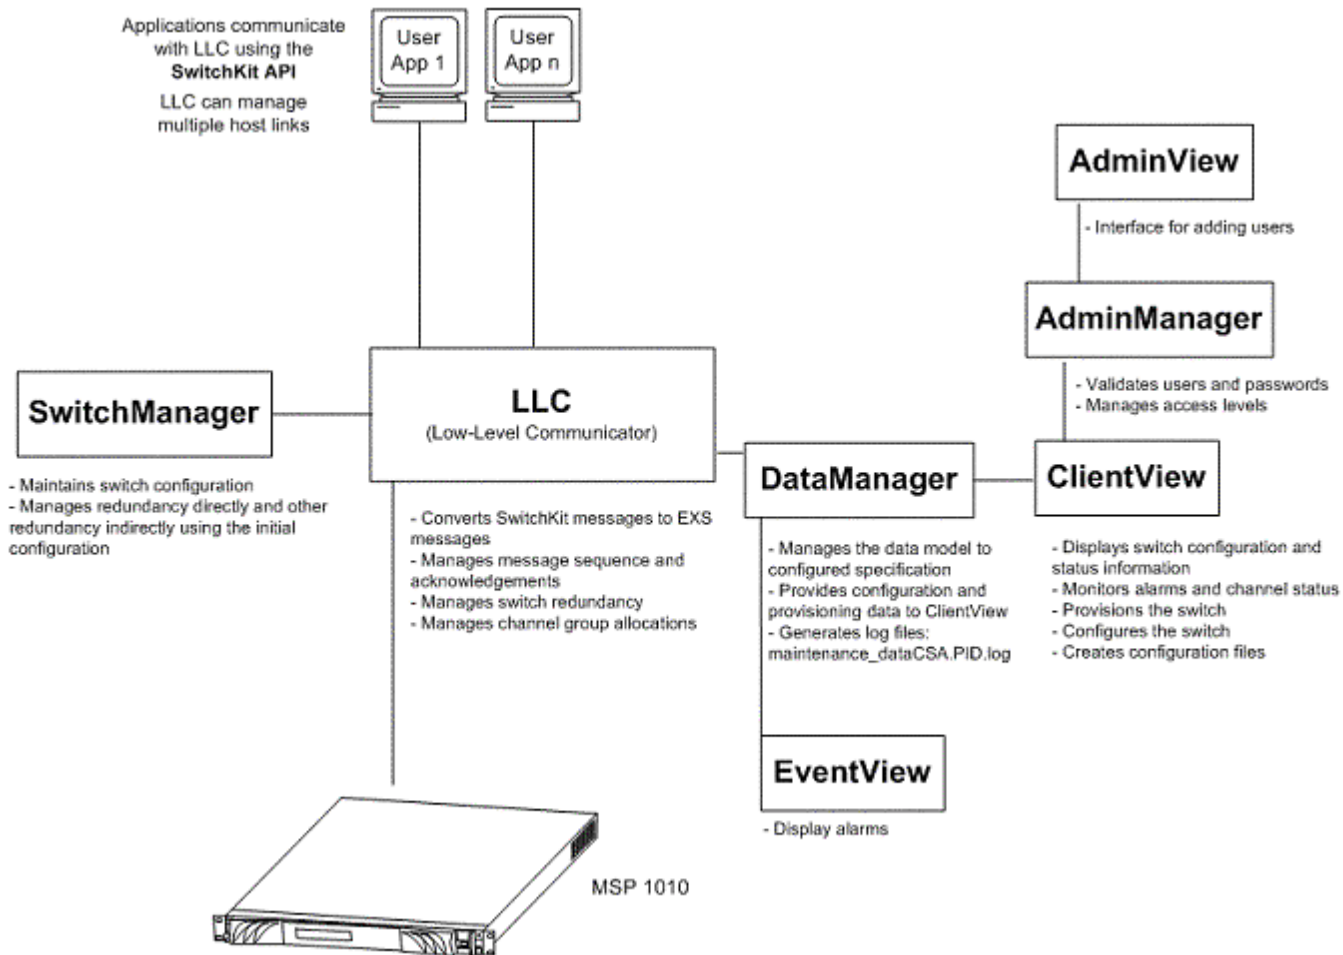 Applications communicate
with LLC using the
SwitchKit API
LLC can manage
multiple host links
User
App 1
User
App n
AdminView
- Interface for adding users
AdminManager
- Validates users and passwords
- Manages access levels
SwitchManager
- Maintains switch configuration
- Manages redundancy directly and other
redundancy indirectly using the initial
configuration
LLC
(Low-Level Communicator)
- Converts SwitchKit messages to EXS
messages
- Manages message sequence and
acknowledgements
- Manages switch redundancy
- Manages channel group allocations
DataManager
- Manages the data model to
configured specification
- Provides configuration and
provisioning data to ClientView
- Generates log files:
maintenance_dataCSA.PID.log
ClientView
- Displays switch configuration and
status information
- Monitors alarms and channel status
- Provisions the switch
- Configures the switch
- Creates configuration files
EventView
- Display alarms
MSP 1010